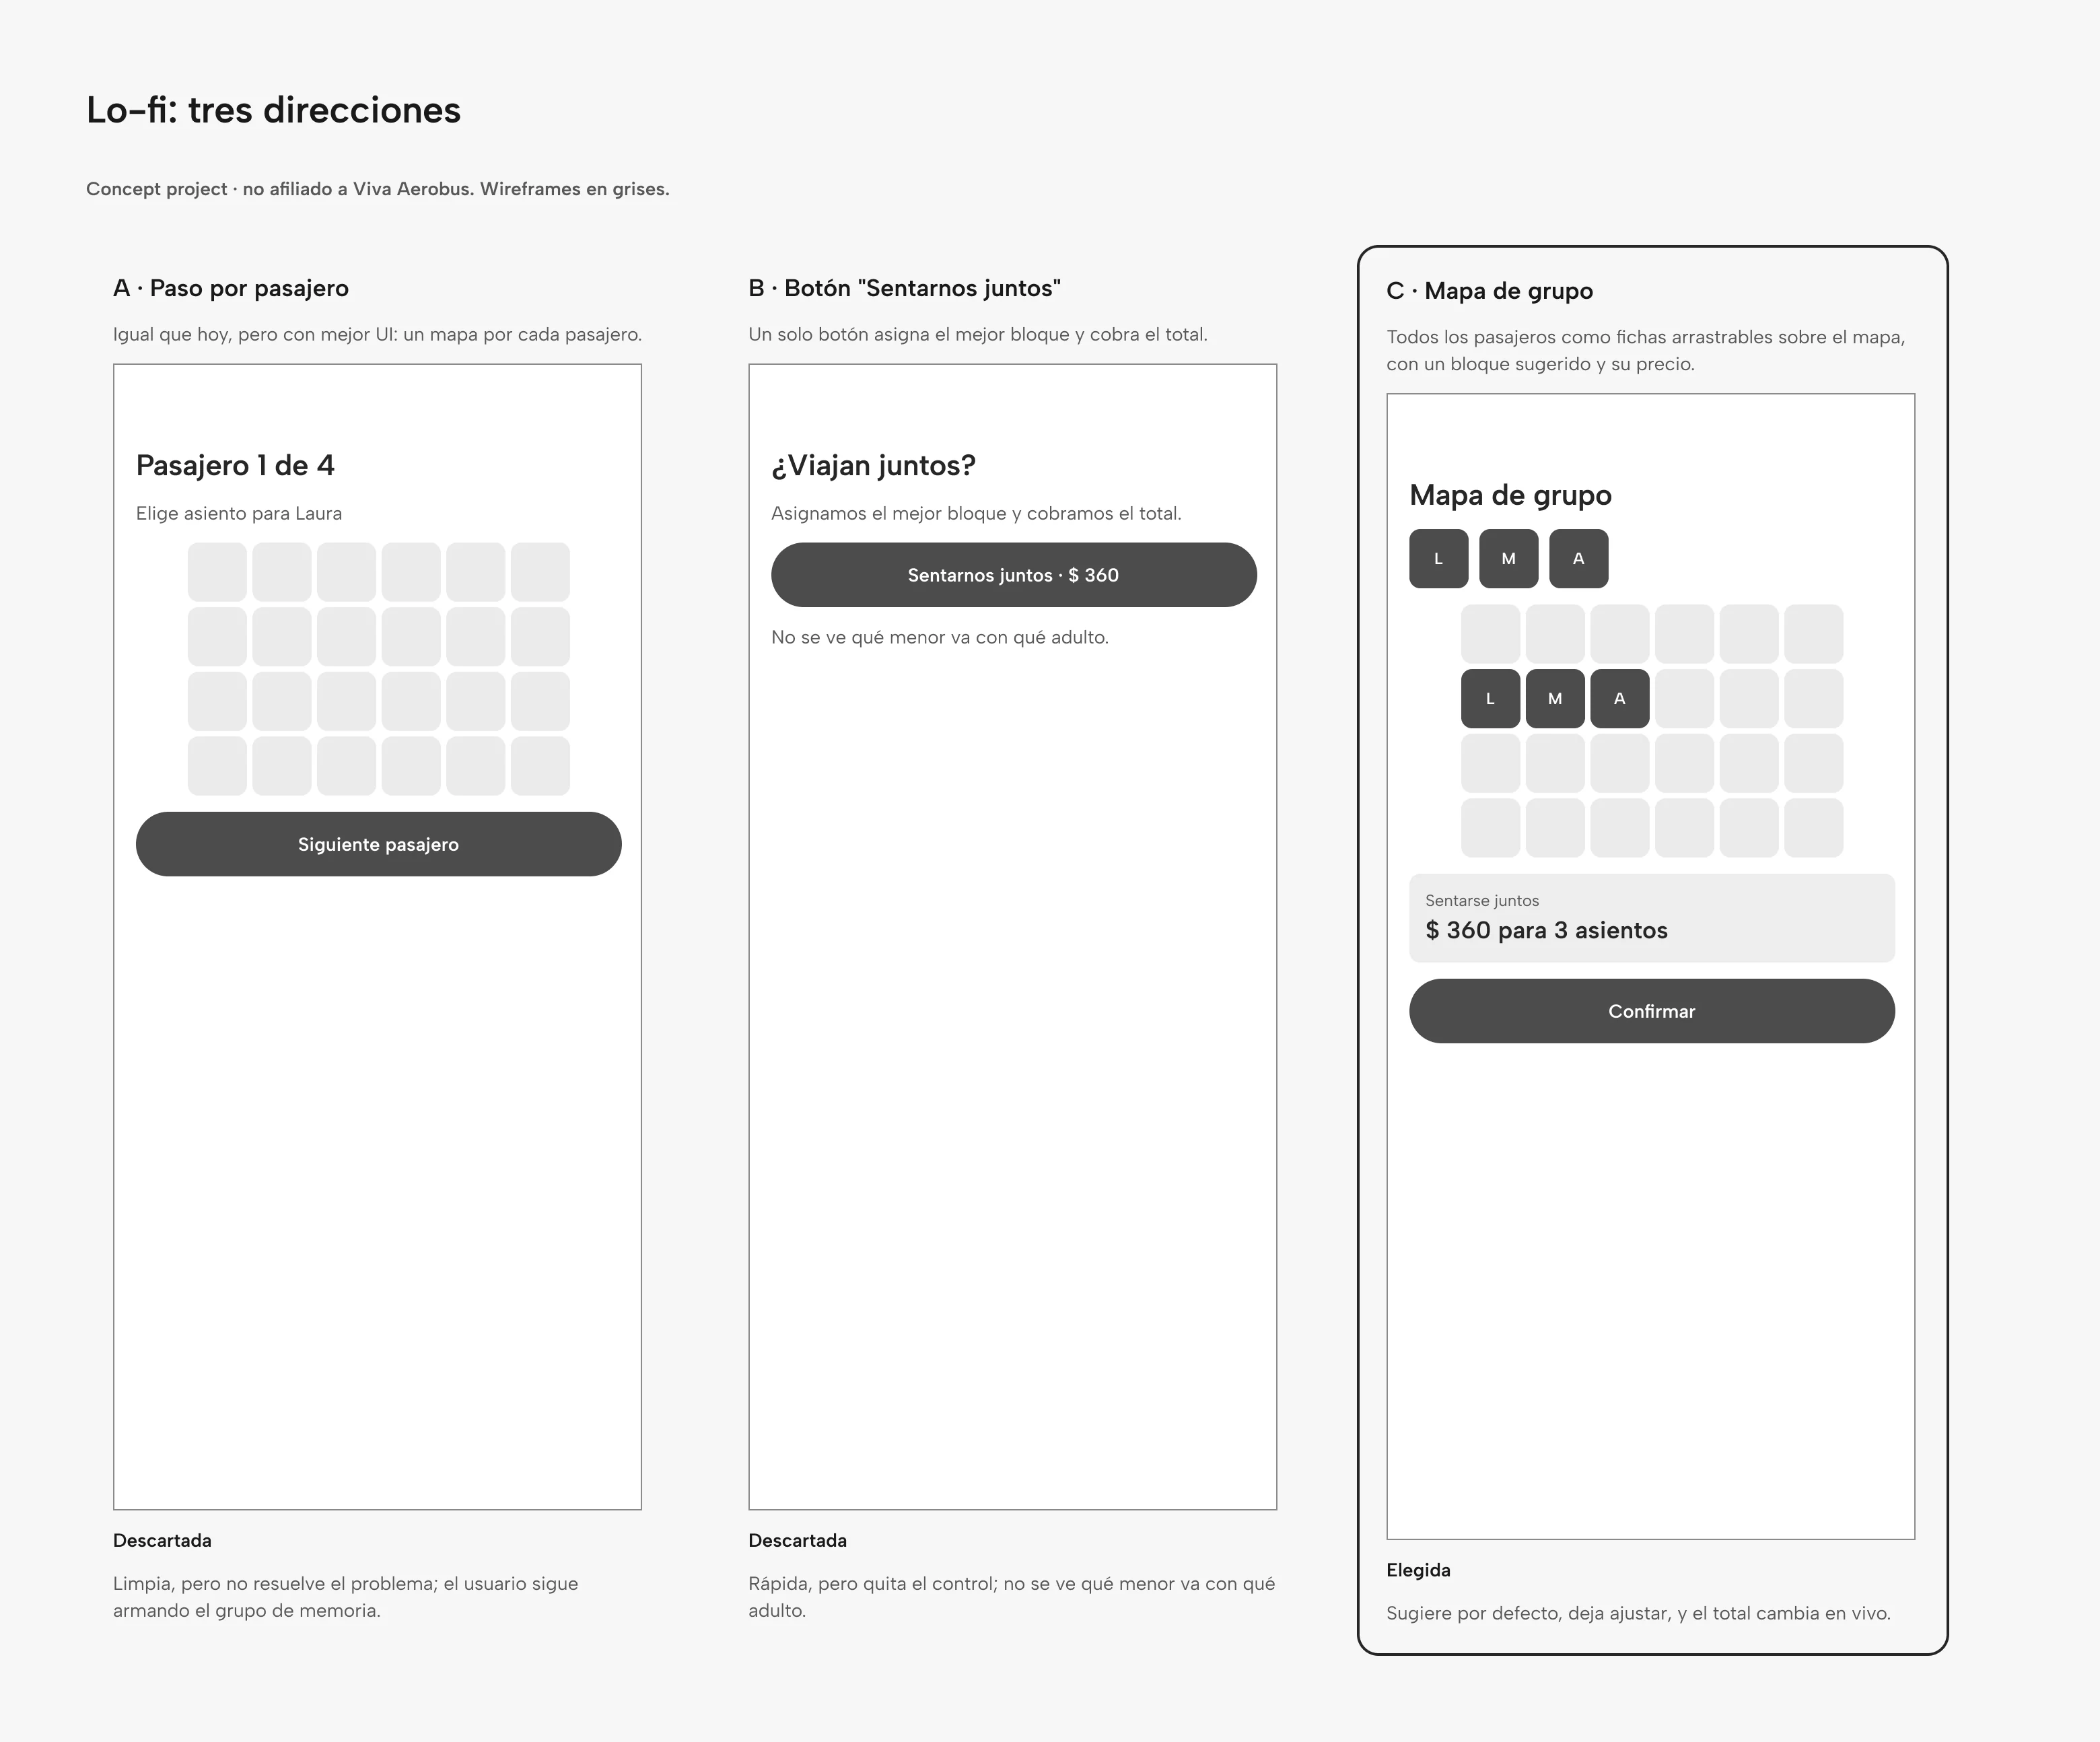 Lo-fi: tres direcciones
Concept project · no afiliado a Viva Aerobus. Wireframes en grises.
A · Paso por pasajero
Igual que hoy, pero con mejor UI: un mapa por cada pasajero.
Pasajero 1 de 4
Elige asiento para Laura
Siguiente pasajero
Descartada
Limpia, pero no resuelve el problema; el usuario sigue
armando el grupo de memoria.
B · Botón "Sentarnos juntos"
Un solo botón asigna el mejor bloque y cobra el total.
¿Viajan juntos?
Asignamos el mejor bloque y cobramos el total.
Sentarnos juntos · $ 360
No se ve qué menor va con qué adulto.
Descartada
Rápida, pero quita el control; no se ve qué menor va con qué
adulto.
C · Mapa de grupo
Todos los pasajeros como fichas arrastrables sobre el mapa,
con un bloque sugerido y su precio.
Mapa de grupo
L M A
L M A
Sentarse juntos
$ 360 para 3 asientos
Confirmar
Elegida
Sugiere por defecto, deja ajustar, y el total cambia en vivo.